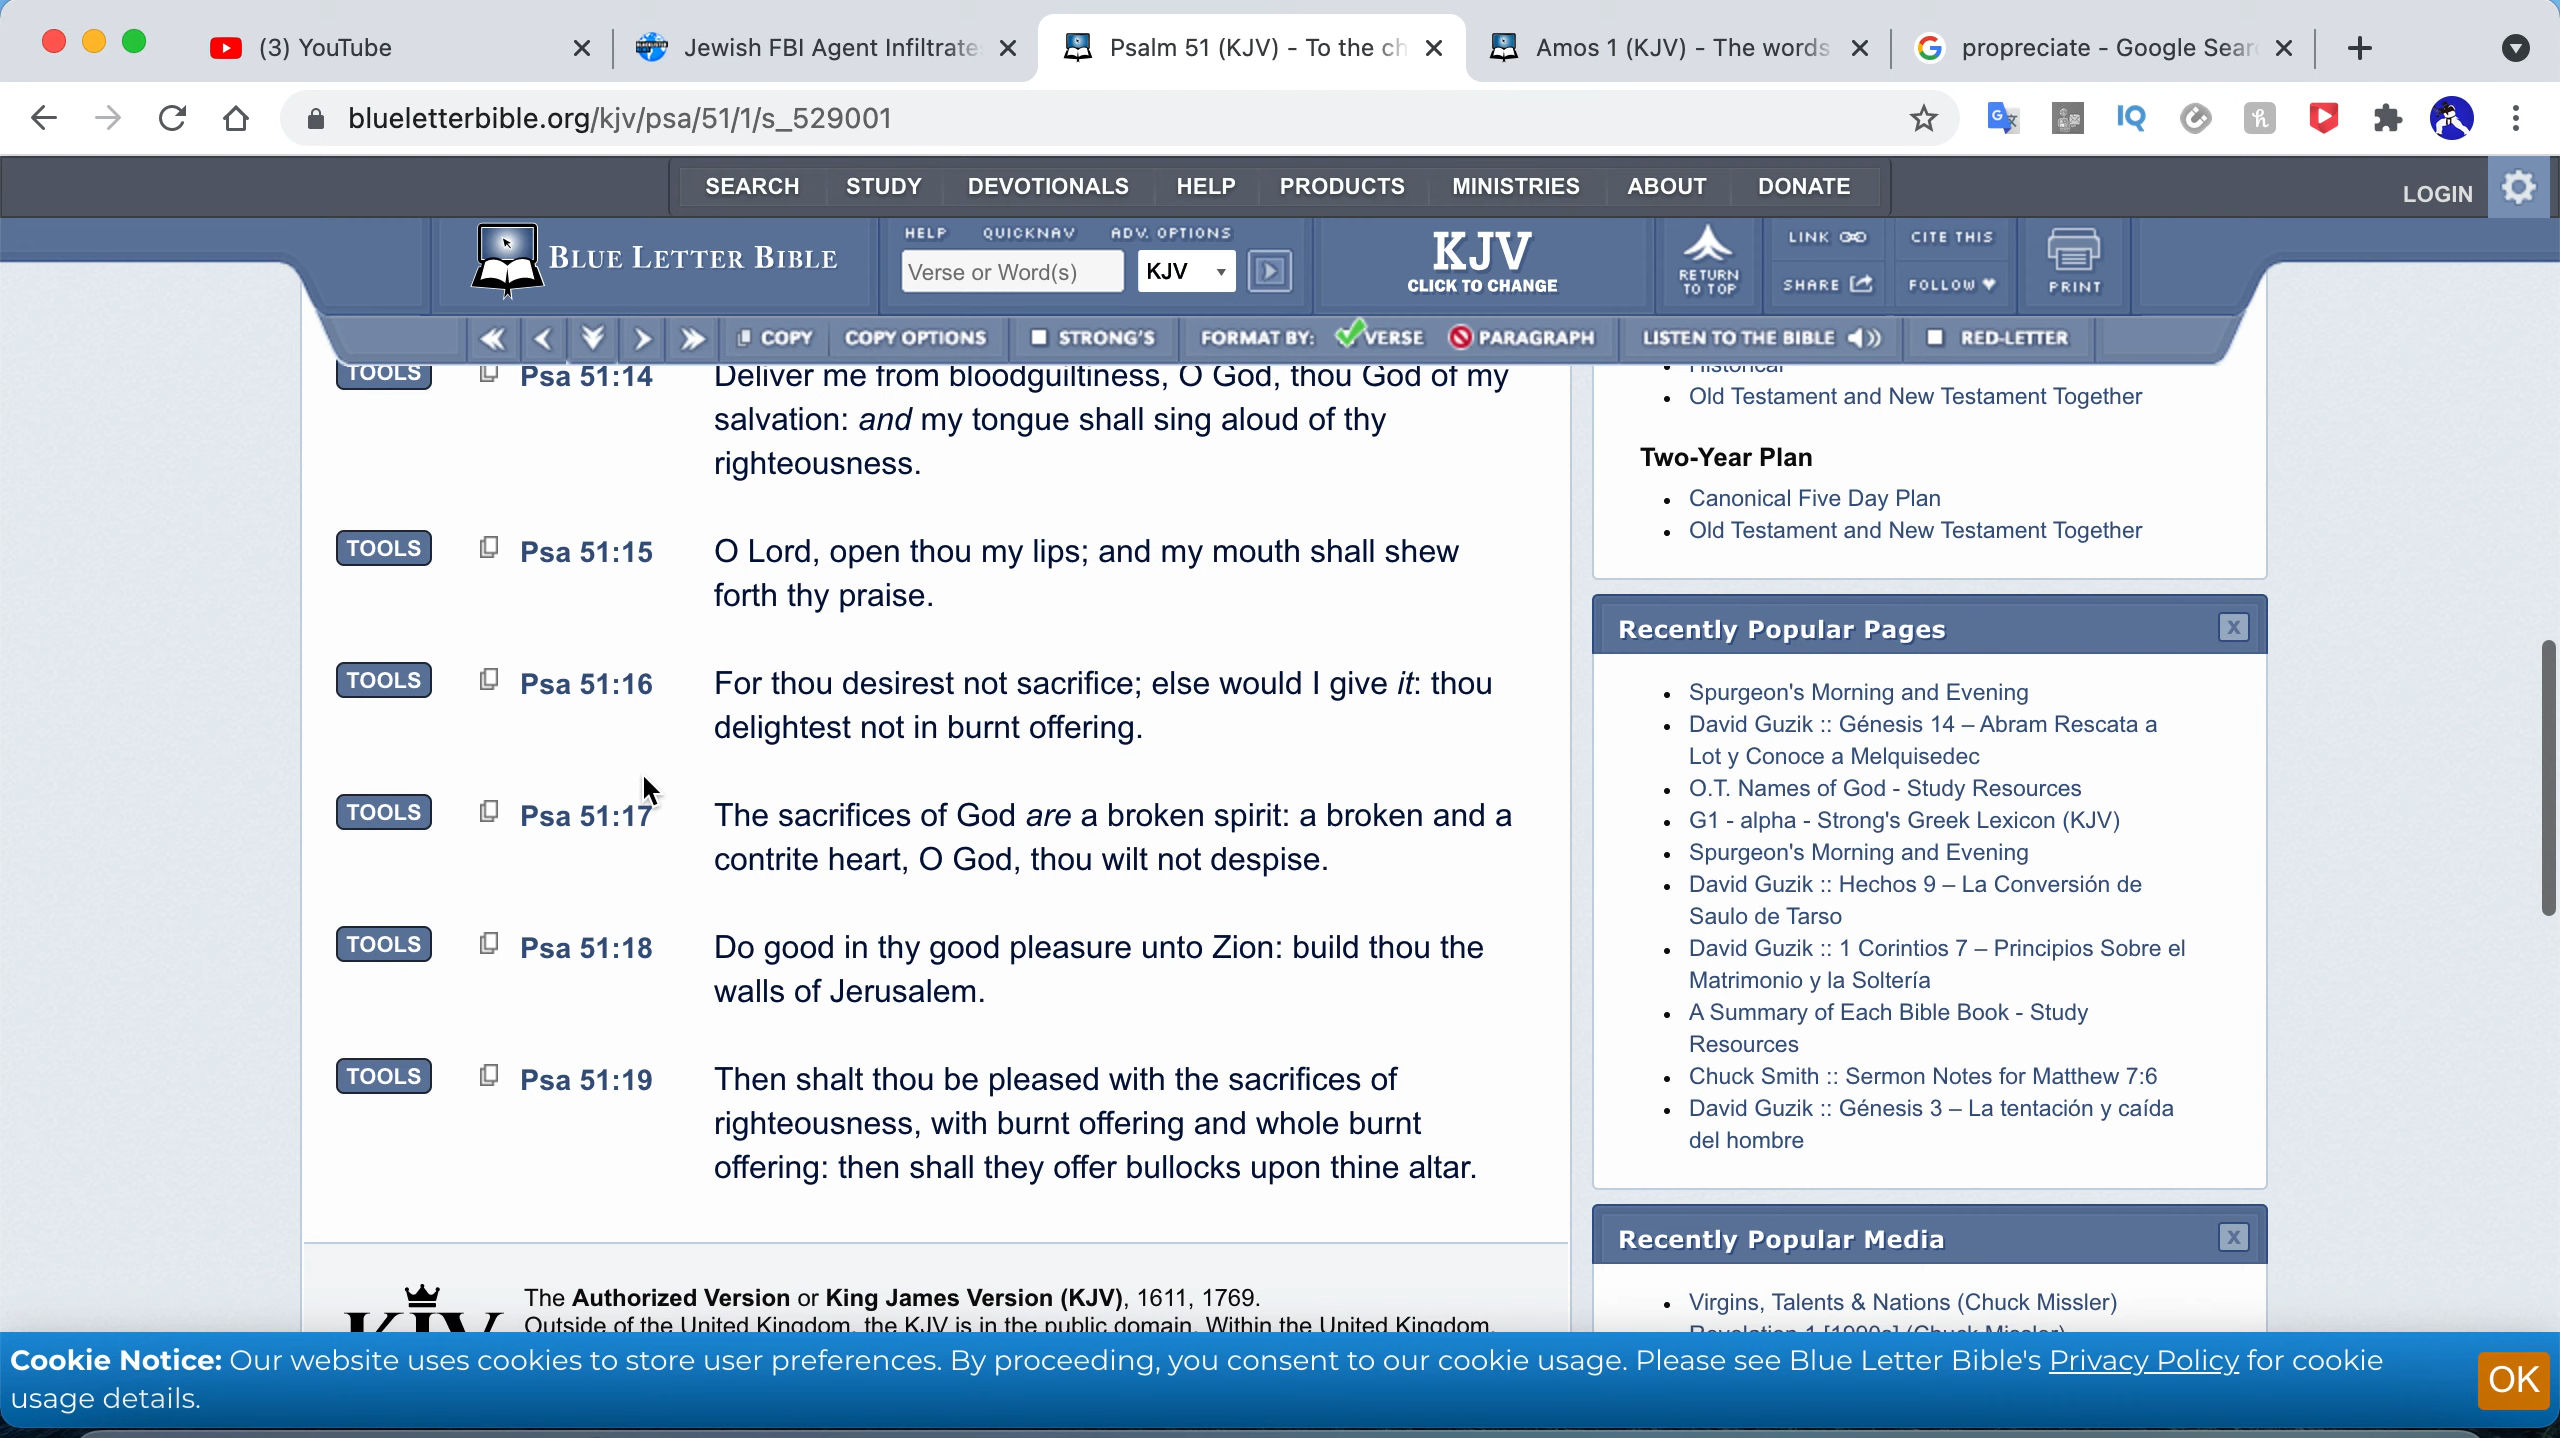 (3) YouTube
Jewish FBI Agent Infiltrate
Psalm 51 (KJV) - To the ch
Amos 1 (KJV) - The words
propreciate - Google Sear
blueletterbible.org/kjv/psa/51/1/s_529001
SEARCH STUDY DEVOTIONALS HELP PRODUCTS MINISTRIES ABOUT DONATE
LOGIN
BLUE LETTER BIBLE
HELP QUICKNAV ADV. OPTIONS
Verse or Word(s) KJV
KJV
CLICK TO CHANGE
RETURN
TO TOP
LINK
CITE THIS
SHARE
FOLLOW
PRINT
COPY COPY OPTIONS STRONG'S FORMAT BY: VERSE PARAGRAPH LISTEN TO THE BIBLE RED-LETTER
TOOLS Psa 51:14 Deliver me from bloodguiltiness, O God, thou God of my
salvation: and my tongue shall sing aloud of thy
righteousness.
TOOLS Psa 51:15 O Lord, open thou my lips; and my mouth shall shew
forth thy praise.
TOOLS Psa 51:16 For thou desirest not sacrifice; else would I give it: thou
delightest not in burnt offering.
TOOLS Psa 51:17 The sacrifices of God are a broken spirit: a broken and a
contrite heart, O God, thou wilt not despise.
TOOLS Psa 51:18 Do good in thy good pleasure unto Zion: build thou the
walls of Jerusalem.
TOOLS Psa 51:19 Then shalt thou be pleased with the sacrifices of
righteousness, with burnt offering and whole burnt
offering: then shall they offer bullocks upon thine altar.
KJV
The Authorized Version or King James Version (KJV), 1611, 1769.
Outside of the United Kingdom, the KJV is in the public domain. Within the United Kingdom,
Historical
Old Testament and New Testament Together
Two-Year Plan
Canonical Five Day Plan
Old Testament and New Testament Together
Recently Popular Pages
X
Spurgeon's Morning and Evening
David Guzik :: Génesis 14 – Abram Rescata a
Lot y Conoce a Melquisedec
O.T. Names of God - Study Resources
G1 - alpha - Strong's Greek Lexicon (KJV)
Spurgeon's Morning and Evening
David Guzik :: Hechos 9 – La Conversión de
Saulo de Tarso
David Guzik :: 1 Corintios 7 – Principios Sobre el
Matrimonio y la Soltería
A Summary of Each Bible Book - Study
Resources
Chuck Smith :: Sermon Notes for Matthew 7:6
David Guzik :: Génesis 3 – La tentación y caída
del hombre
Recently Popular Media
X
Virgins, Talents & Nations (Chuck Missler)
Revelation 1 [1990s] (Chuck Missler)
Cookie Notice: Our website uses cookies to store user preferences. By proceeding, you consent to our cookie usage. Please see Blue Letter Bible's Privacy Policy for cookie
usage details.
OK